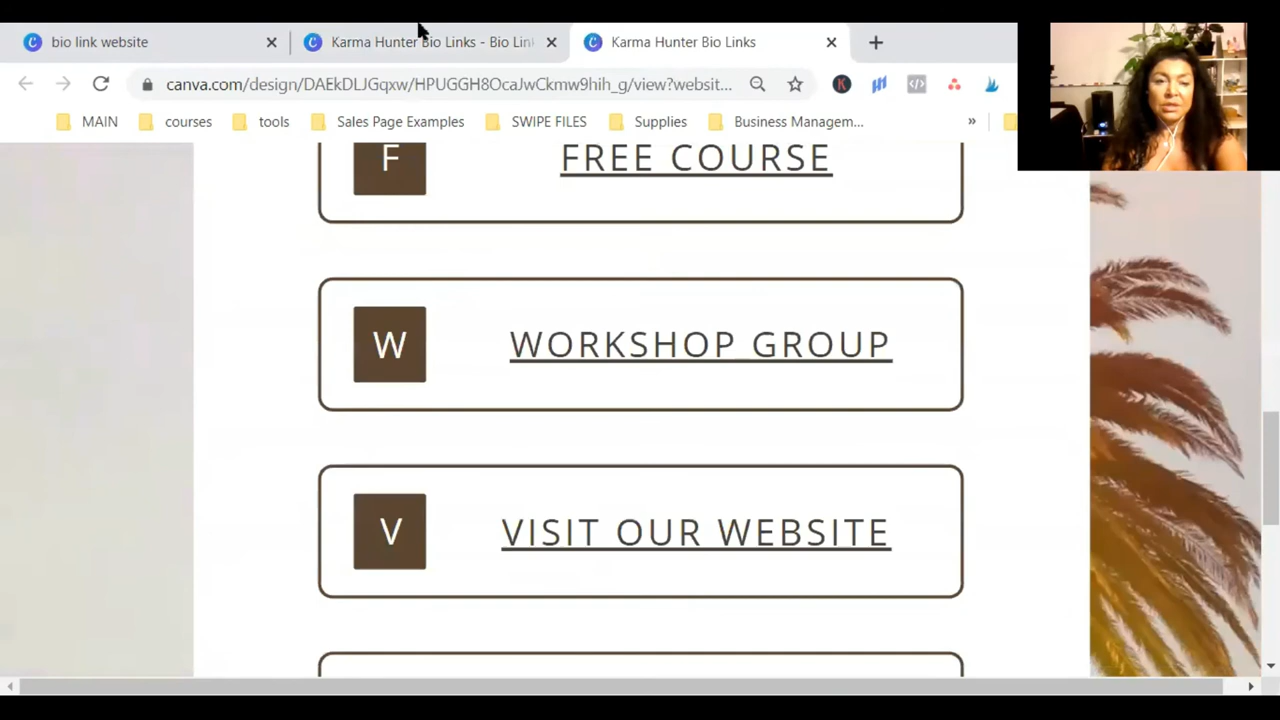 bio link website
Karma Hunter Bio Links - Bio Lin
Karma Hunter Bio Links
canva.com/design/DAEkDLJGqxw/HPUGGH8OcaJwCkmw9hih_g/view?websit...
MAIN
courses
tools
Sales Page Examples
SWIPE FILES
Supplies
Business Managem...
F
FREE COURSE
W
WORKSHOP GROUP
V
VISIT OUR WEBSITE